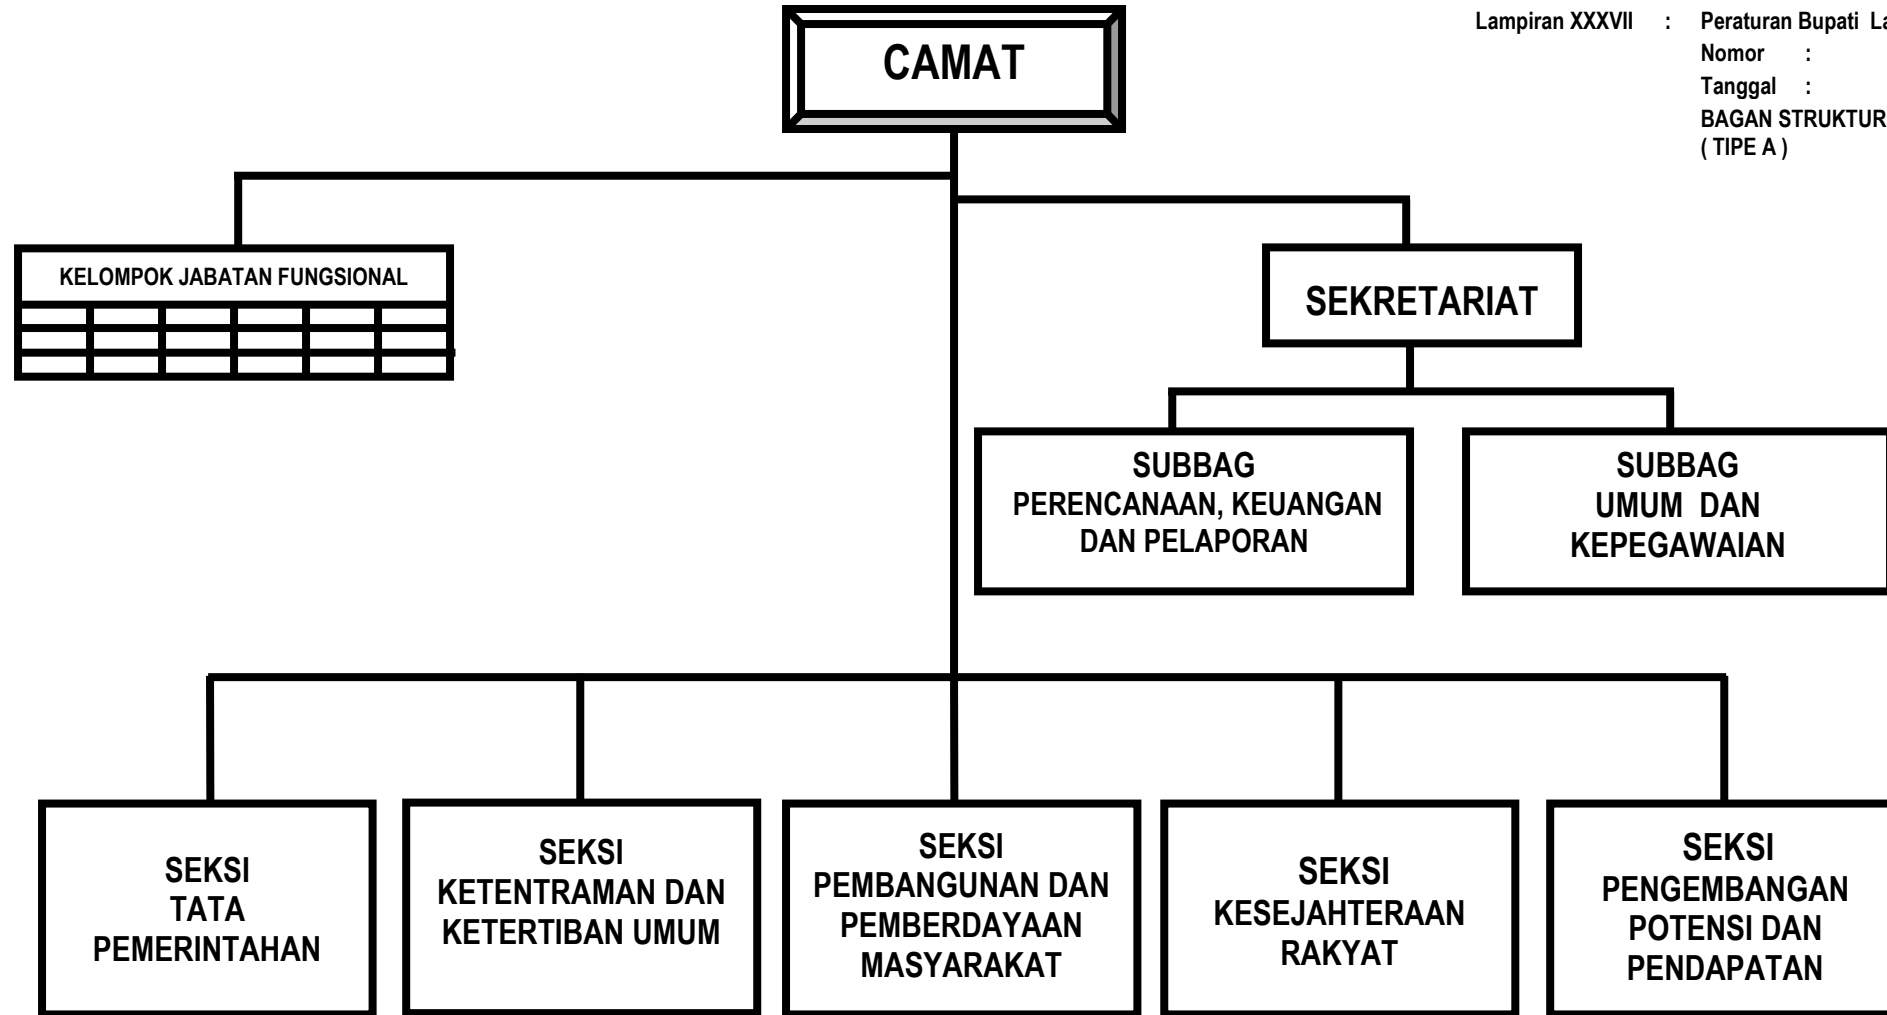 CAMAT
Lampiran XXXVII : Peraturan Bupati
Nomor :
Tanggal :
BAGAN STRUKTUR
( TIPE A )
KELOMPOK JABATAN FUNGSIONAL
SEKRETARIAT
SUBBAG
PERENCANAAN, KEUANGAN
DAN PELAPORAN
SUBBAG
UMUM DAN
KEPEGAWAIAN
SEKSI
TATA
PEMERINTAHAN
SEKSI
KETENTRAMAN DAN
KETERTIBAN UMUM
SEKSI
PEMBANGUNAN DAN
PEMBERDAYAAN
MASYARAKAT
SEKSI
KESEJAHTERAAN
RAKYAT
SEKSI
PENGEMBANGAN
POTENSI DAN
PENDAPATAN